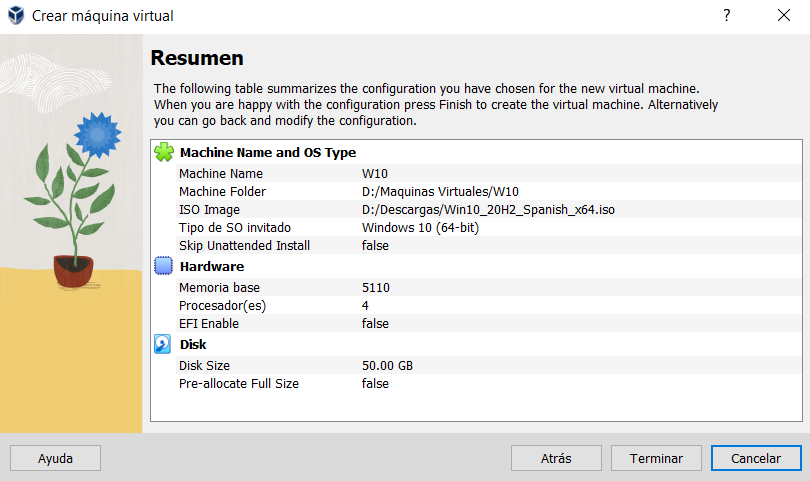 Crear máquina virtual
?
Resumen
The following table summarizes the configuration you have chosen for the new virtual machine.
When you are happy with the configuration press Finish to create the virtual machine. Alternatively
you can go back and modify the configuration.
Machine Name and OS Type
Machine Name W10
Machine Folder D:/Maquinas Virtuales/W10
ISO Image D:/Descargas/Win10_20H2_Spanish_x64.iso
Tipo de SO invitado Windows 10 (64-bit)
Skip Unattended Install false
Hardware
Memoria base 5110
Procesador(es) 4
EFI Enable false
Disk
Disk Size 50.00 GB
Pre-allocate Full Size false
Ayuda Atrás Terminar Cancelar